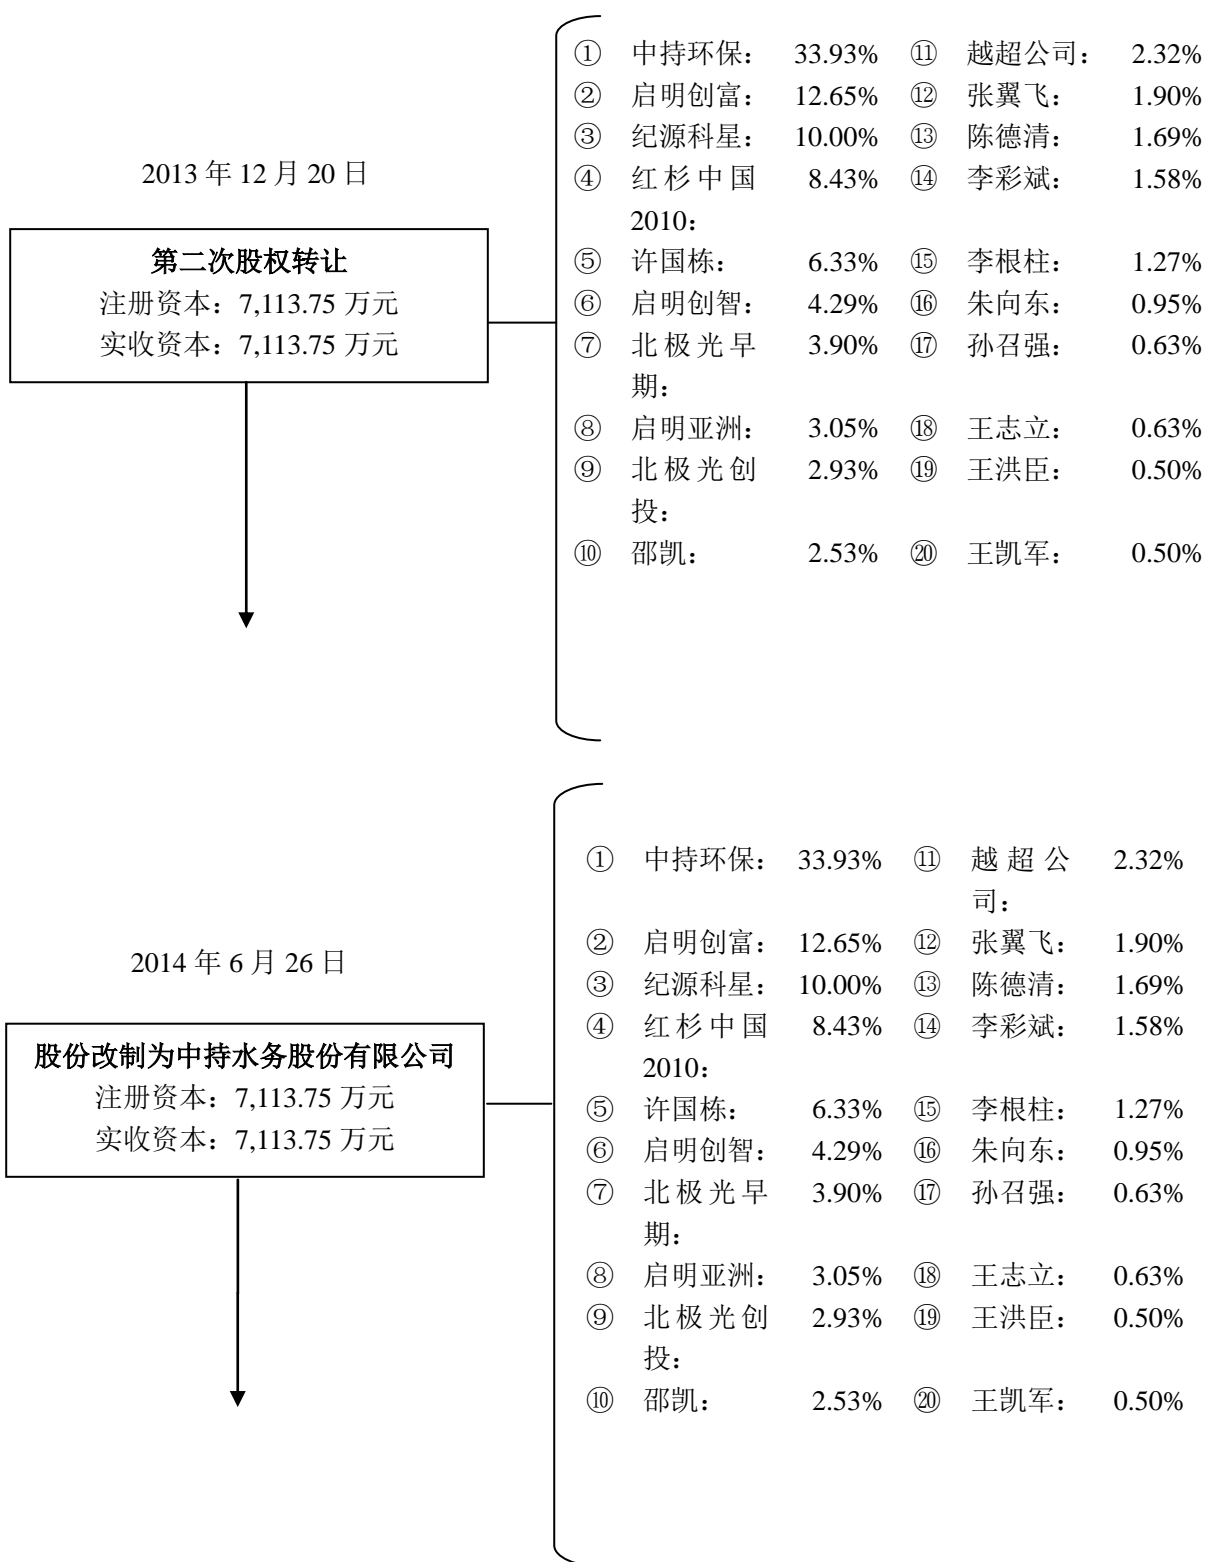 ① 中持环保： 33.93% ⑪ 越超公司： 2.32%
② 启明创富： 12.65% ⑫ 张翼飞： 1.90%
③ 纪源科星： 10.00% ⑬ 陈德清： 1.69%
2013 年 12 月 20 日
④ 红杉中国 8.43% ⑭ 李彩斌： 1.58%
2010：
第二次股权转让
注册资本：7,113.75 万元
实收资本：7,113.75 万元
⑤ 许国栋： 6.33% ⑮ 李根柱： 1.27%
⑥ 启明创智： 4.29% ⑯ 朱向东： 0.95%
⑦ 北极光早 3.90% ⑰ 孙召强： 0.63%
期：
⑧ 启明亚洲： 3.05% ⑱ 王志立： 0.63%
⑨ 北极光创 2.93% ⑲ 王洪臣： 0.50%
投：
⑩ 邵凯： 2.53% ⑳ 王凯军： 0.50%
① 中持环保： 33.93% ⑪ 越超公 2.32%
司：
② 启明创富： 12.65% ⑫ 张翼飞： 1.90%
2014 年 6 月 26 日
③ 纪源科星： 10.00% ⑬ 陈德清： 1.69%
④ 红杉中国 8.43% ⑭ 李彩斌： 1.58%
2010：
股份改制为中持水务股份有限公司
注册资本：7,113.75 万元
实收资本：7,113.75 万元
⑤ 许国栋： 6.33% ⑮ 李根柱： 1.27%
⑥ 启明创智： 4.29% ⑯ 朱向东： 0.95%
⑦ 北极光早 3.90% ⑰ 孙召强： 0.63%
期：
⑧ 启明亚洲： 3.05% ⑱ 王志立： 0.63%
⑨ 北极光创 2.93% ⑲ 王洪臣： 0.50%
投：
⑩ 邵凯： 2.53% ⑳ 王凯军： 0.50%